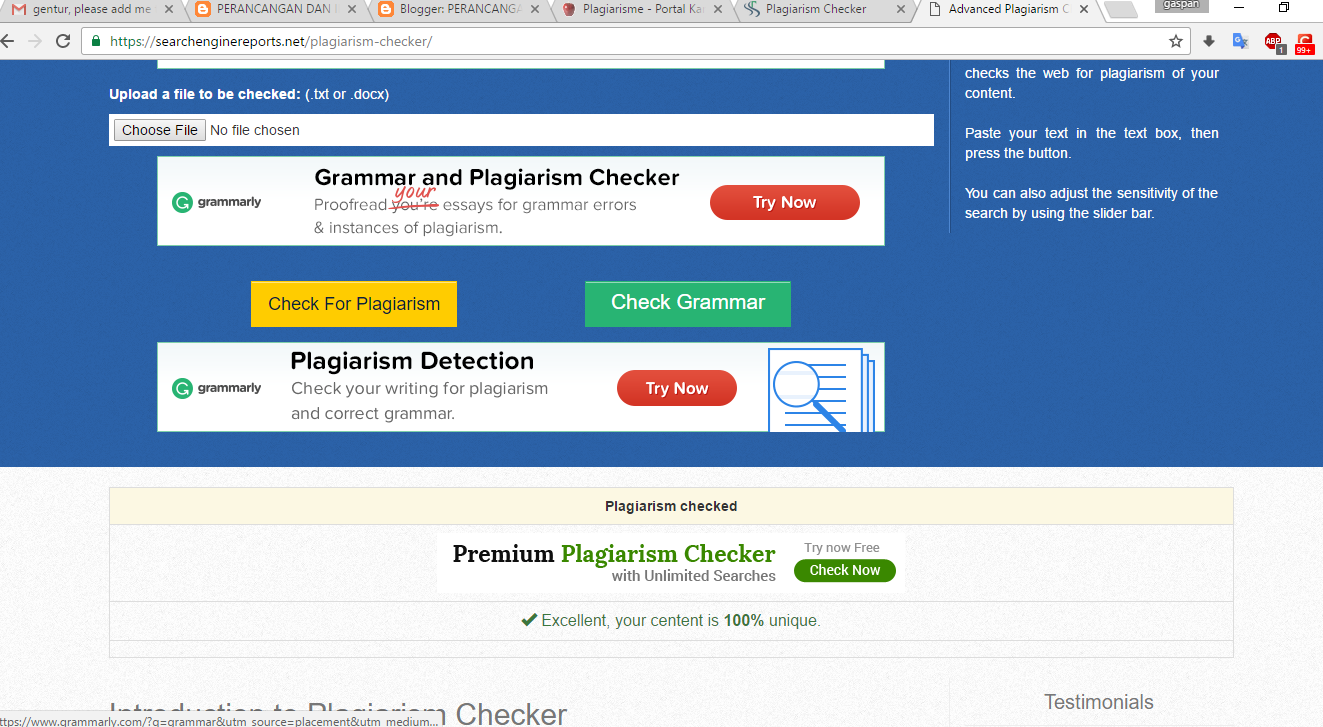 gentur, please add me
PERANCANGAN DAN
Blogger: PERANCANGA
Plagiarisme - Portal Kar
Plagiarism Checker
Advanced Plagiarism C
gaspan
https://searchenginereports.net/plagiarism-checker/
ABP
1
99+
checks the web for plagiarism of your
content.
Paste your text in the text box, then
press the button.
You can also adjust the sensitivity of the
search by using the slider bar.
Upload a file to be checked: (.txt or .docx)
Choose File No file chosen
grammarly
Grammar and Plagiarism Checker
your
Proofread you're essays for grammar errors
& instances of plagiarism.
Try Now
Check For Plagiarism
Check Grammar
grammarly
Plagiarism Detection
Check your writing for plagiarism
and correct grammar.
Try Now
Plagiarism checked
Premium Plagiarism Checker
with Unlimited Searches
Try now Free
Check Now
Excellent, your centent is 100% unique.
Introduction to Plagiarism Checker
Testimonials
ttps://www.grammarly.com/?q=grammar&utm_source=placement&utm_medium...